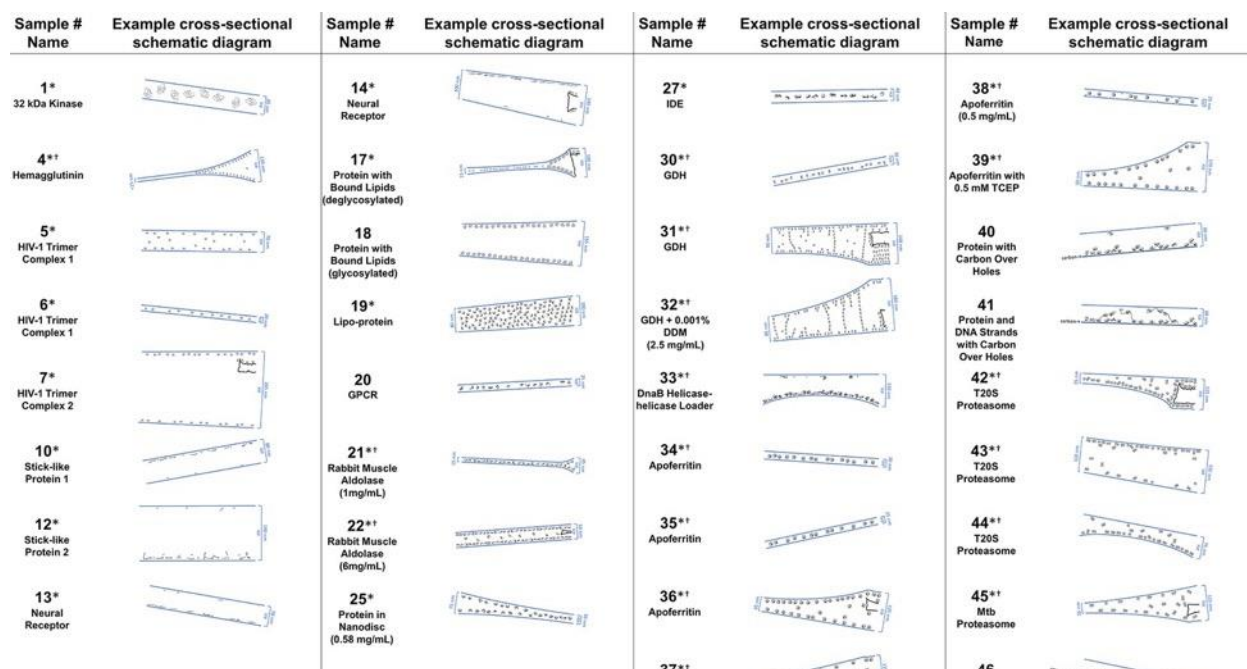 Sample #
Name
Example cross-sectional
schematic diagram
1*
32 kDa Kinase
4*†
Hemagglutinin
5*
HIV-1 Trimer
Complex 1
6*
HIV-1 Trimer
Complex 1
7*
HIV-1 Trimer
Complex 2
10*
Stick-like
Protein 1
12*
Stick-like
Protein 2
13*
Neural
Receptor
Sample #
Name
Example cross-sectional
schematic diagram
14*
Neural
Receptor
17*
Protein with
Bound Lipids
(deglycosylated)
18
Protein with
Bound Lipids
(glycosylated)
19*
Lipo-protein
20
GPCR
21*†
Rabbit Muscle
Aldolase
(1mg/mL)
22*†
Rabbit Muscle
Aldolase
(6mg/mL)
25*
Protein in
Nanodisc
(0.58 mg/mL)
Sample #
Name
Example cross-sectional
schematic diagram
27*
IDE
30*†
GDH
31*†
GDH
32*†
GDH + 0.001%
DDM
(2.5 mg/mL)
33*†
DnaB Helicase-
helicase Loader
34*†
Apoferritin
35*†
Apoferritin
36*†
Apoferritin
37*†
Sample #
Name
Example cross-sectional
schematic diagram
38*†
Apoferritin
(0.5 mg/mL)
39*†
Apoferritin with
0.5 mM TCEP
40
Protein with
Carbon Over
Holes
41
Protein and
DNA Strands
with Carbon
Over Holes
42*†
T20S
Proteasome
43*†
T20S
Proteasome
44*†
T20S
Proteasome
45*†
Mtb
Proteasome
46